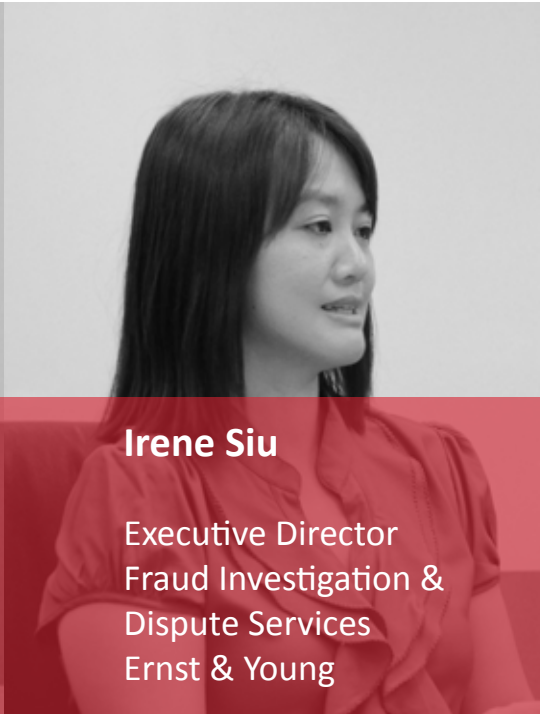 Irene Siu
Executive Director
Fraud Investigation &
Dispute Services
Ernst & Young